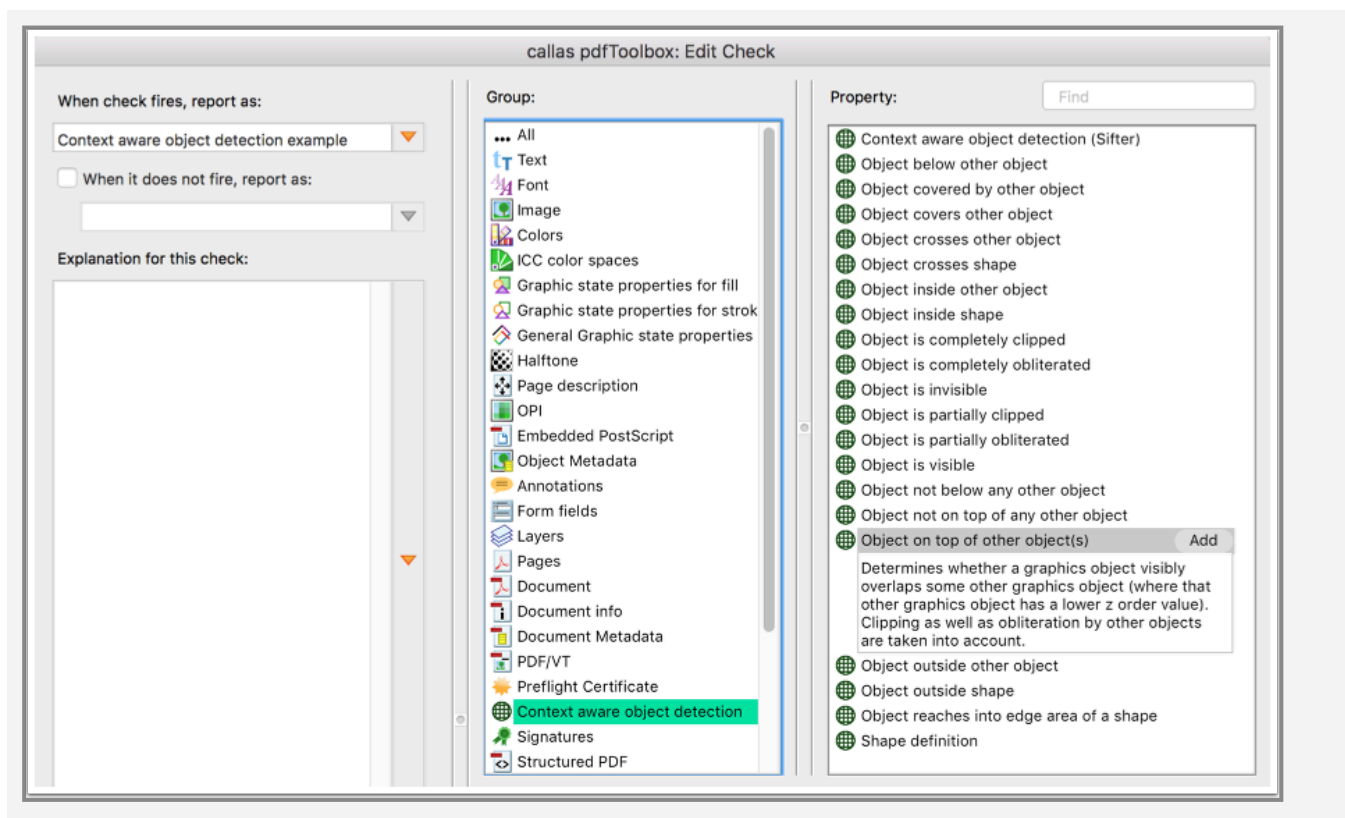 callas pdfToolbox: Edit Check
When check fires, report as:
Context aware object detection example
When it does not fire, report as:
Explanation for this check:
Group:
... All
Text
Font
Image
Colors
ICC color spaces
Graphic state properties for fill
Graphic state properties for strok
General Graphic state properties
Halftone
Page description
OPI
Embedded PostScript
Object Metadata
Annotations
Form fields
Layers
Pages
Document
Document info
Document Metadata
PDF/VT
Preflight Certificate
Context aware object detection
Signatures
Structured PDF
Property:
Find
Context aware object detection (Sifter)
Object below other object
Object covered by other object
Object covers other object
Object crosses other object
Object crosses shape
Object inside other object
Object inside shape
Object is completely clipped
Object is completely obliterated
Object is invisible
Object is partially clipped
Object is partially obliterated
Object is visible
Object not below any other object
Object not on top of any other object
Object on top of other object(s) Add
Determines whether a graphics object visibly
overlaps some other graphics object (where that
other graphics object has a lower z order value).
Clipping as well as obliteration by other objects
are taken into account.
Object outside other object
Object outside shape
Object reaches into edge area of a shape
Shape definition